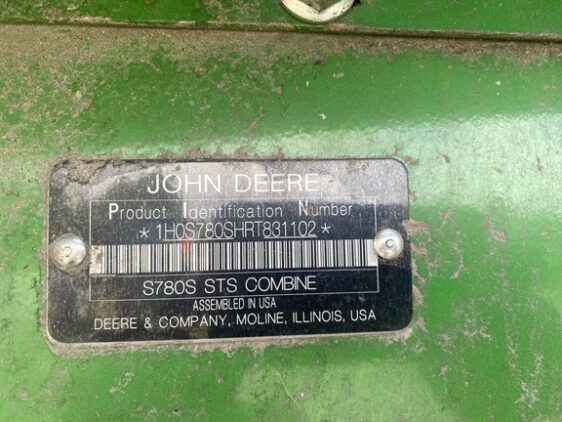 JOHN DEERE
Product Identification Number
*1H0S780SHRT831102*
S780S STS COMBINE
ASSEMBLED IN USA
DEERE & COMPANY, MOLINE, ILLINOIS, USA